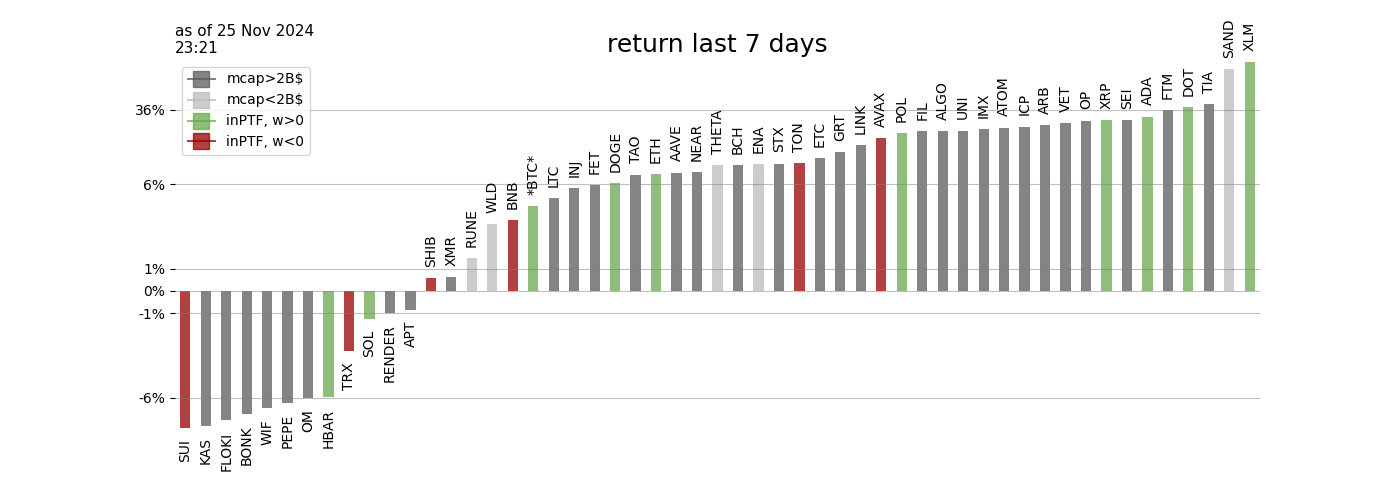 as of 25 Nov 2024
23:21
return last 7 days
mcap>2B$
mcap<2B$
inPTF, w>0
inPTF, w<0
36%
6%
1%
0%
-1%
-6%
SUI
KAS
FLOKI
BONK
WIF
PEPE
OM
HBAR
TRX
SOL
RENDER
APT
SHIB
XMR
RUNE
WLD
BNB
*BTC*
LTC
INJ
FET
DOGE
TAO
ETH
AAVE
NEAR
THETA
BCH
ENA
STX
TON
ETC
GRT
LINK
AVAX
POL
FIL
ALGO
UNI
IMX
ATOM
ICP
ARB
VET
OP
XRP
SEI
ADA
FTM
DOT
TIA
SAND
XLM